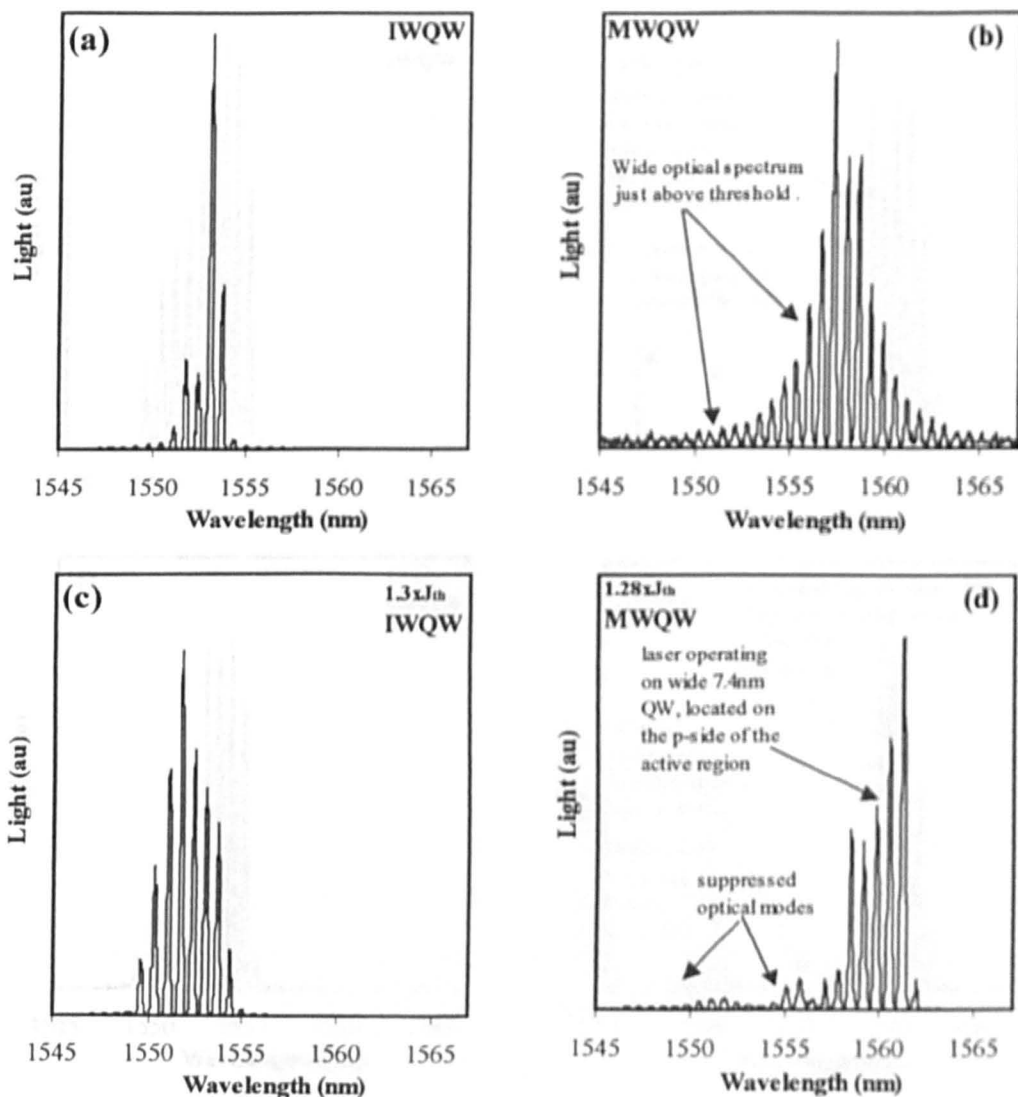 (a)
IWQW
Light (au)
1545 1550 1555 1560 1565
Wavelength (nm)
MWQW
(b)
Wide optical spectrum
just above threshold .
Light (au)
1545 1550 1555 1560 1565
Wavelength (nm)
(c)
1.3xJth
IWQW
Light (au)
1545 1550 1555 1560 1565
Wavelength (nm)
1.28xJth
(d)
MWQW
laser operating
on wide 7.4nm
QW, located on
the p-side of the
active region
suppressed
optical modes
Light (au)
1545 1550 1555 1560 1565
Wavelength (nm)